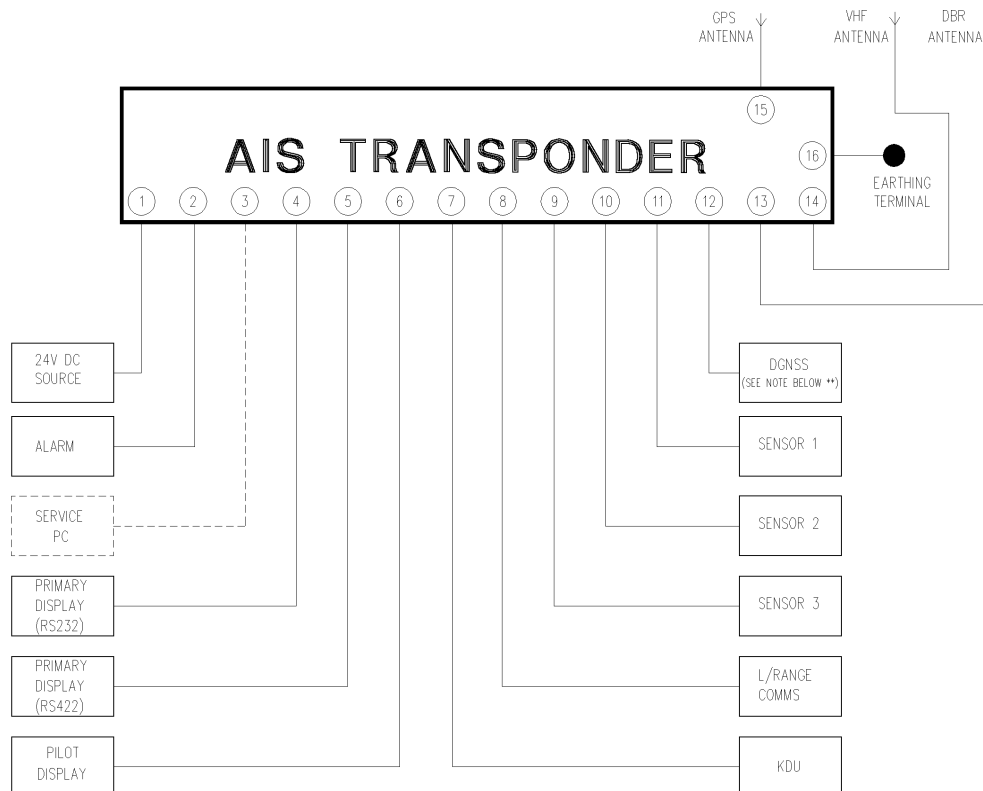 GPS
ANTENNA
VHF
ANTENNA
DBR
ANTENNA
15
AIS TRANSPONDER
16
EARTHING
TERMINAL
1 2 3 4 5 6 7 8 9 10 11 12 13 14
24V DC
SOURCE
ALARM
SERVICE
PC
PRIMARY
DISPLAY
(RS232)
PRIMARY
DISPLAY
(RS422)
PILOT
DISPLAY
DGNSS
(SEE NOTE BELOW **)
SENSOR 1
SENSOR 2
SENSOR 3
L/RANGE
COMMS
KDU